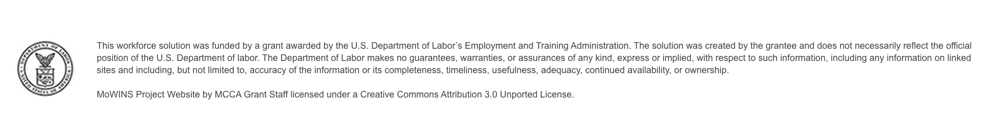 DEPARTMENT OF LABOR
UNITED STATES OF AMERICA
This workforce solution was funded by a grant awarded by the U.S. Department of Labor’s Employment and Training Administration. The solution was created by the grantee and does not necessarily reflect the official
position of the U.S. Department of labor. The Department of Labor makes no guarantees, warranties, or assurances of any kind, express or implied, with respect to such information, including any information on linked
sites and including, but not limited to, accuracy of the information or its completeness, timeliness, usefulness, adequacy, continued availability, or ownership.
MoWINS Project Website by MCCA Grant Staff licensed under a Creative Commons Attribution 3.0 Unported License.